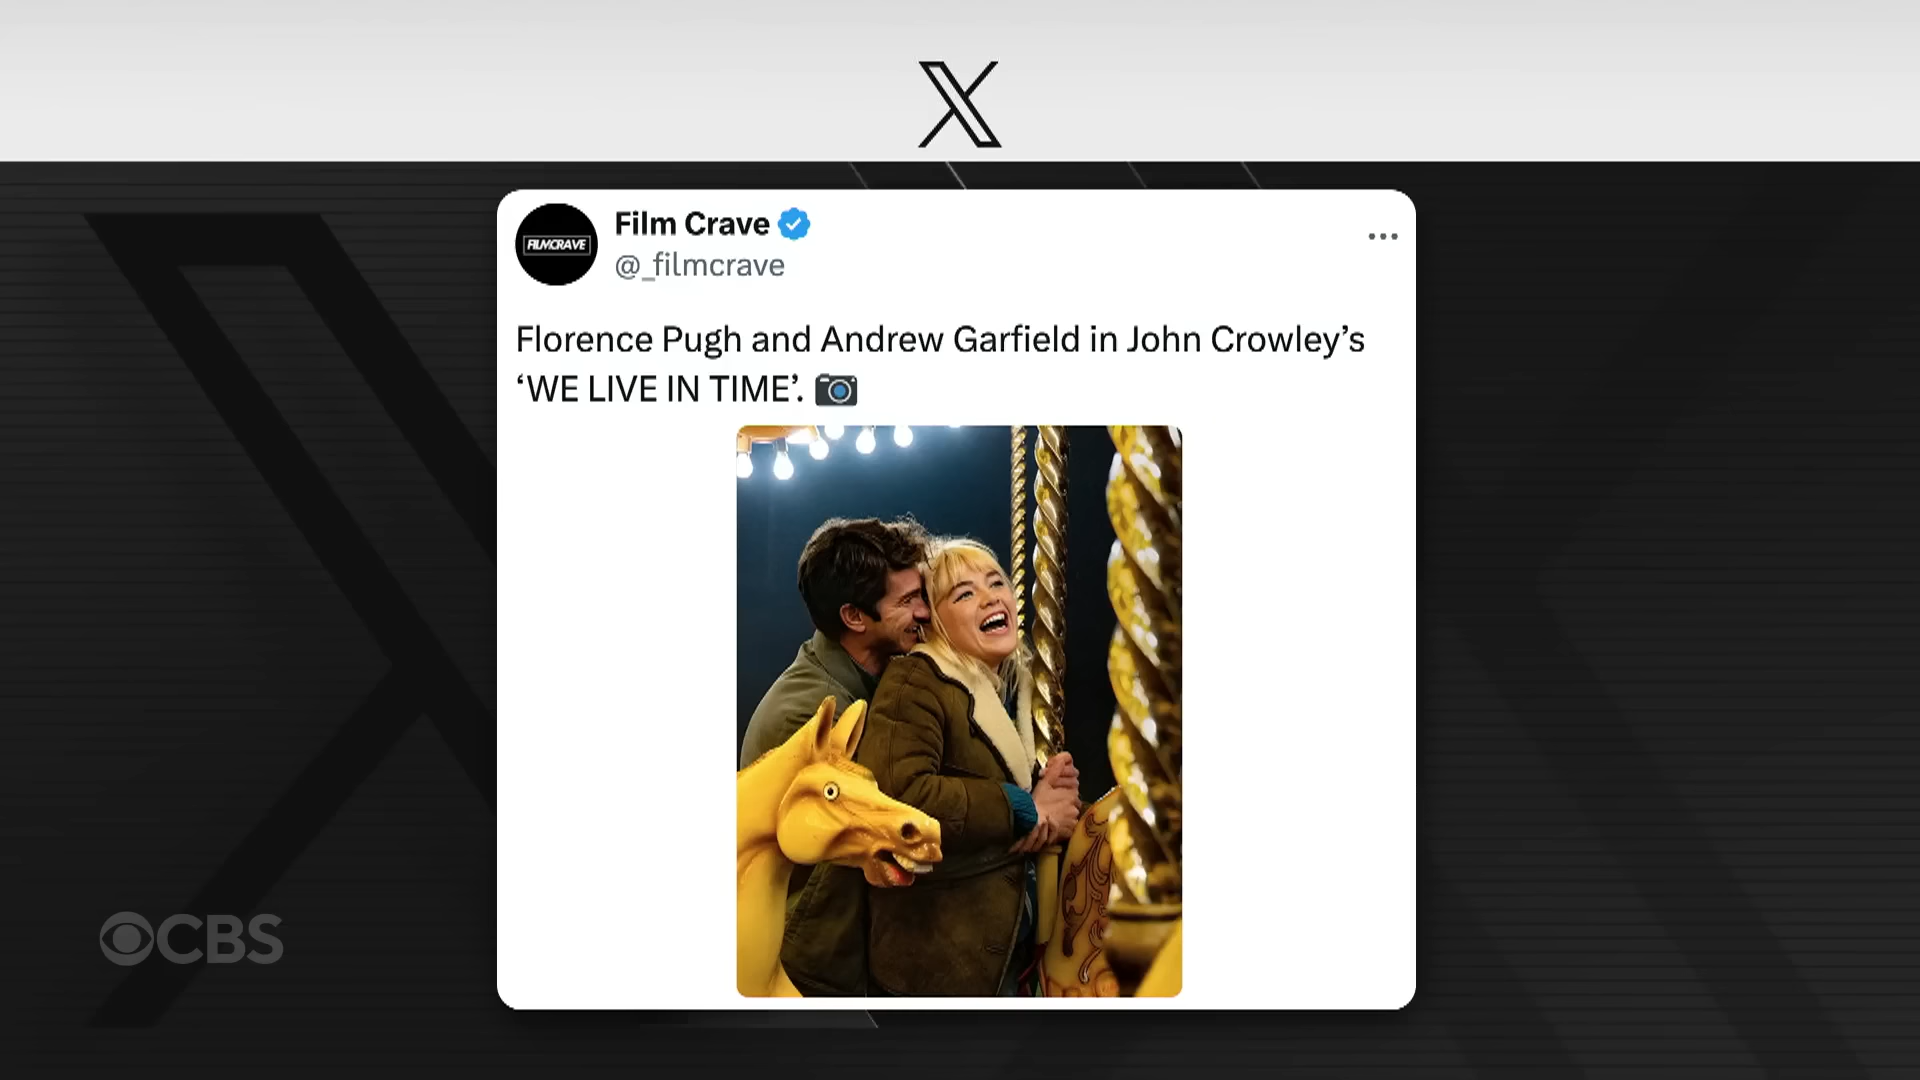 X
FILMCRAVE
Film Crave
@_filmcrave
Florence Pugh and Andrew Garfield in John Crowley’s
‘WE LIVE IN TIME’.
CBS